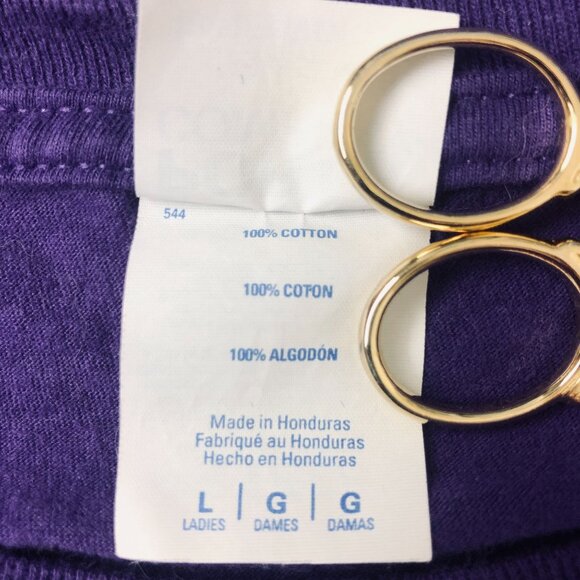 544
100% COTTON
100% COTON
100% ALGODÓN
Made in Honduras
Fabriqué au Honduras
Hecho en Honduras
L | G | G
LADIES DAMES DAMAS